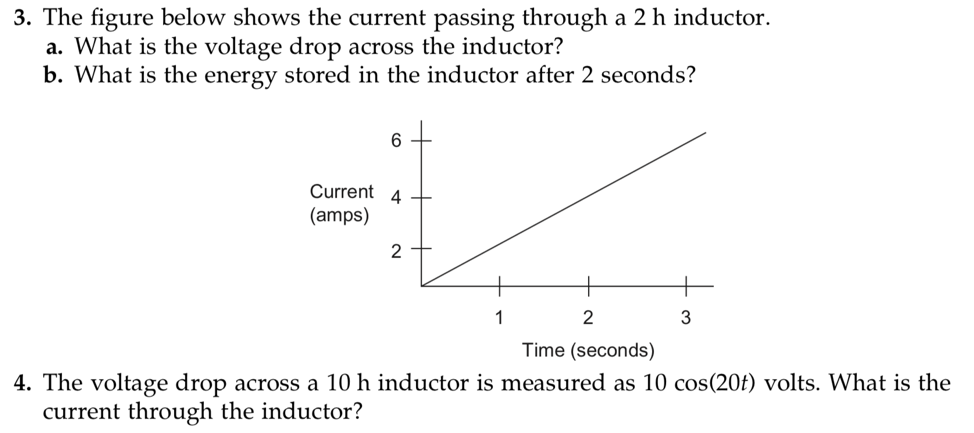 3. The figure below shows the current passing through a 2 h inductor.
a. What is the voltage drop across the inductor?
b. What is the energy stored in the inductor after 2 seconds?
6
Current 4
(amps)
2
1 2 3
Time (seconds)
4. The voltage drop across a 10 h inductor is measured as 10 cos(20t) volts. What is the
current through the inductor?